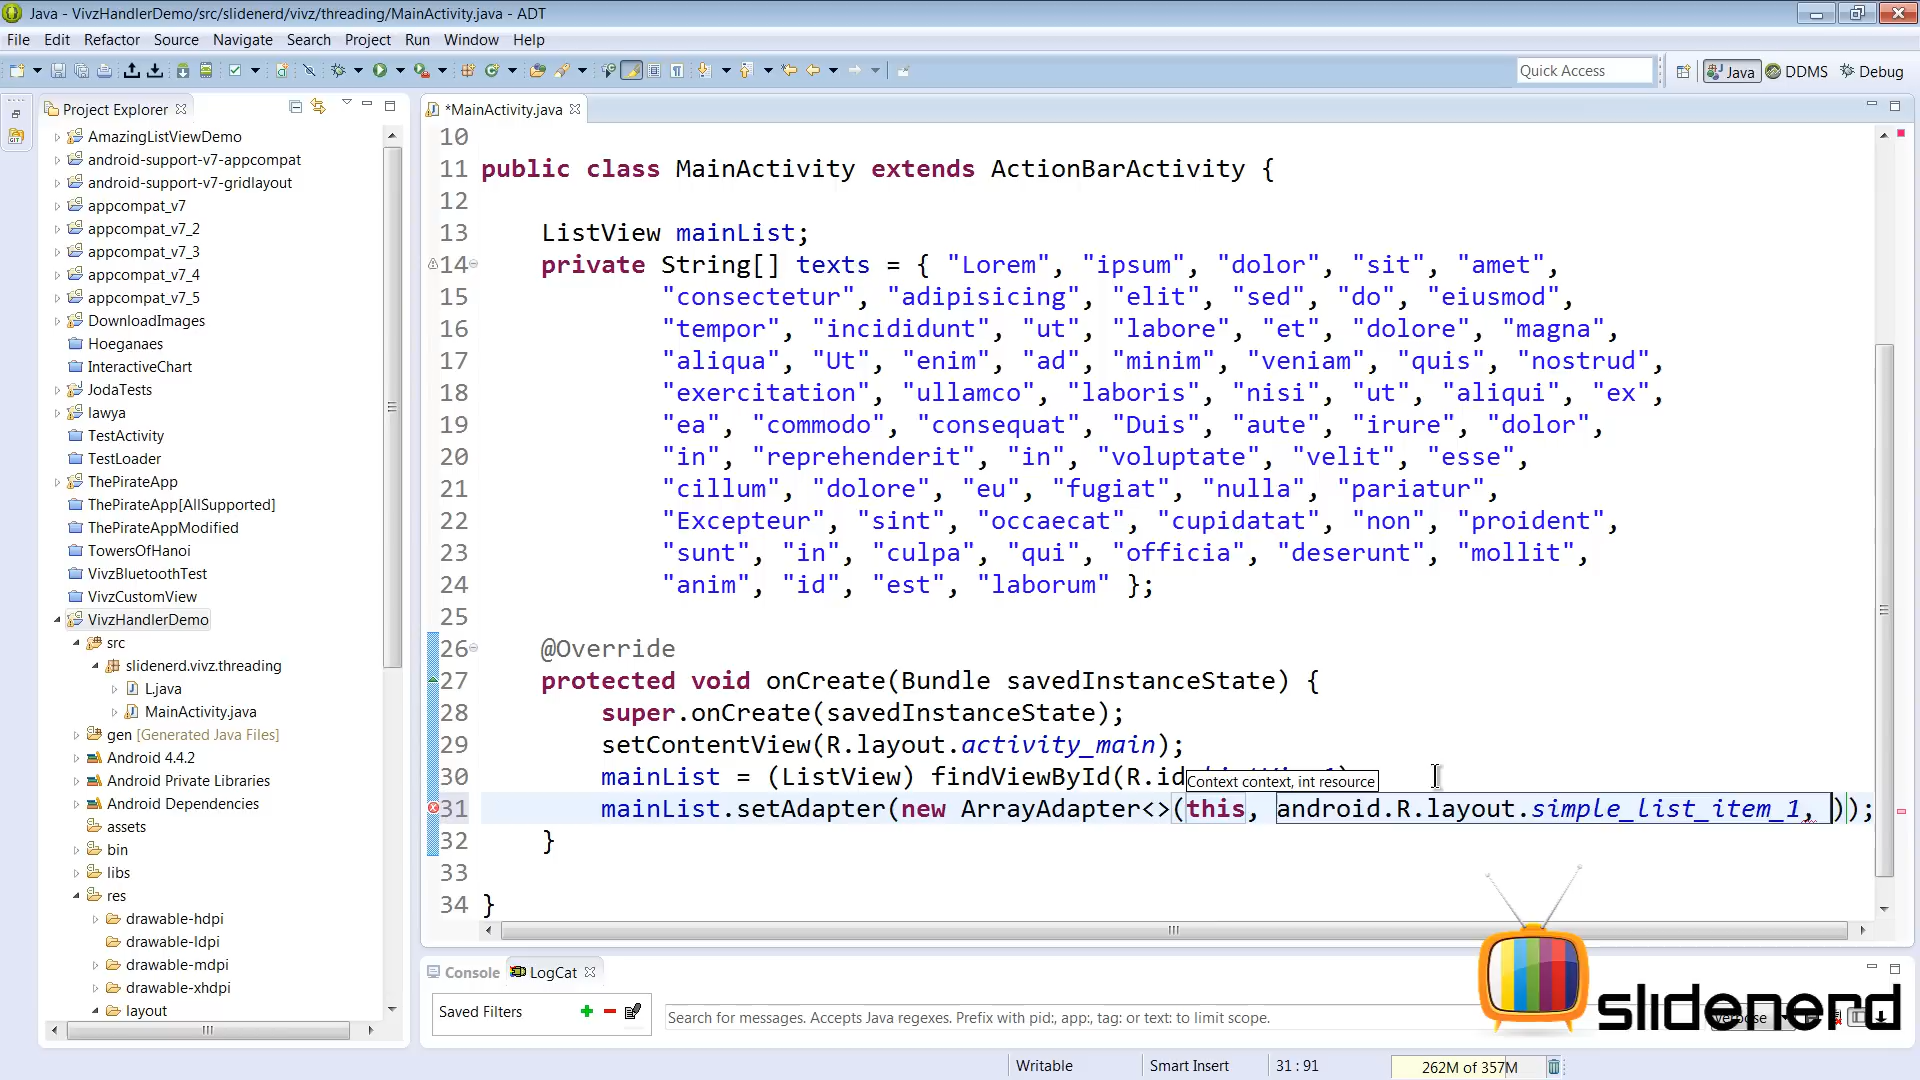 Java - VivzHandlerDemo/src/slidenerd/vivz/threading/MainActivity.java - ADT
File Edit Refactor Source Navigate Search Project Run Window Help
Quick Access
Java
DDMS
Debug
Project Explorer
AmazingListViewDemo
android-support-v7-appcompat
android-support-v7-gridlayout
appcompat_v7
appcompat_v7_2
appcompat_v7_3
appcompat_v7_4
appcompat_v7_5
DownloadImages
Hoeganaes
InteractiveChart
JodaTests
lawya
TestActivity
TestLoader
ThePirateApp
ThePirateApp[AllSupported]
ThePirateAppModified
TowersOfHanoi
VivzBluetoothTest
VivzCustomView
VivzHandlerDemo
src
slidenerd.vivz.threading
L.java
MainActivity.java
gen [Generated Java Files]
Android 4.4.2
Android Private Libraries
Android Dependencies
assets
bin
libs
res
drawable-hdpi
drawable-ldpi
drawable-mdpi
drawable-xhdpi
layout
*MainActivity.java
10
11 public class MainActivity extends ActionBarActivity {
12
13 ListView mainList;
14 private String[] texts = { "Lorem", "ipsum", "dolor", "sit", "amet",
15 "consectetur", "adipisicing", "elit", "sed", "do", "eiusmod",
16 "tempor", "incididunt", "ut", "labore", "et", "dolore", "magna",
17 "aliqua", "Ut", "enim", "ad", "minim", "veniam", "quis", "nostrud",
18 "exercitation", "ullamco", "laboris", "nisi", "ut", "aliqui", "ex",
19 "ea", "commodo", "consequat", "Duis", "aute", "irure", "dolor",
20 "in", "reprehenderit", "in", "voluptate", "velit", "esse",
21 "cillum", "dolore", "eu", "fugiat", "nulla", "pariatur",
22 "Excepteur", "sint", "occaecat", "cupidatat", "non", "proident",
23 "sunt", "in", "culpa", "qui", "officia", "deserunt", "mollit",
24 "anim", "id", "est", "laborum" };
25
26 @Override
27 protected void onCreate(Bundle savedInstanceState) {
28 super.onCreate(savedInstanceState);
29 setContentView(R.layout.activity_main);
30 mainList = (ListView) findViewById(R.id
Context context, int resource
31 mainList.setAdapter(new ArrayAdapter<>(this, android.R.layout.simple_list_item_1, ));
32 }
33
34 }
Console LogCat
Saved Filters
Search for messages. Accepts Java regexes. Prefix with pid:, app:, tag: or text: to limit scope.
slidenerd
Writable
Smart Insert
31 : 91
262M of 357M